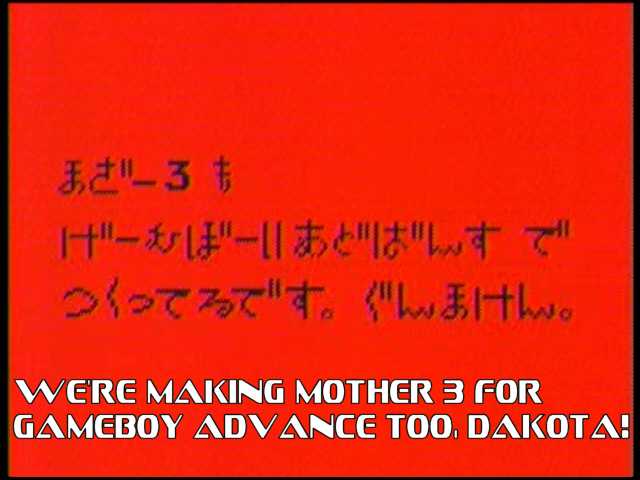 まざー3 も
げーむぼーいあどばんす で
つくってるです。 ぐんまけん。
WE'RE MAKING MOTHER 3 FOR
GAMEBOY ADVANCE TOO, DAKOTA!